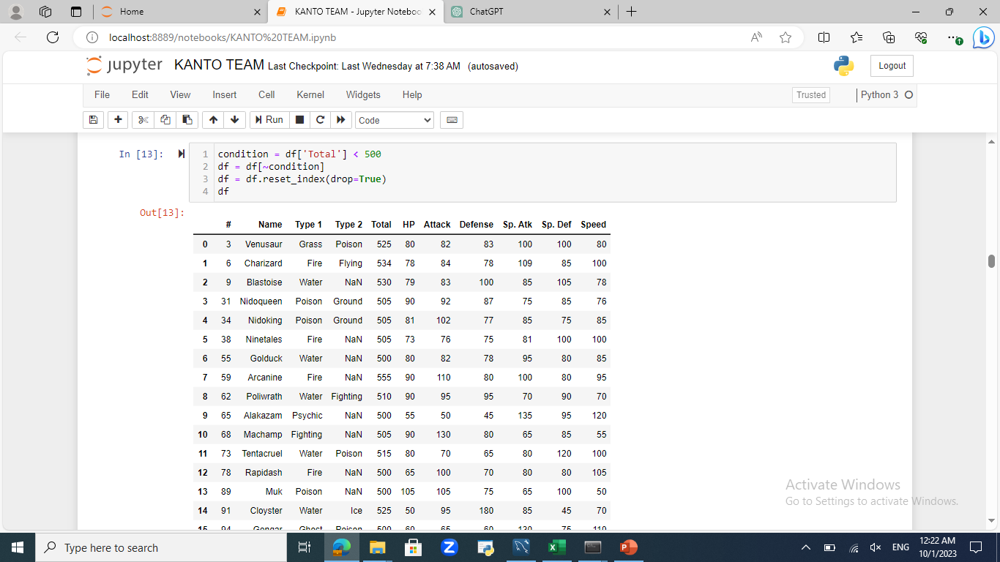 Home
KANTO TEAM - Jupyter Noteboo
ChatGPT
localhost:8889/notebooks/KANTO%20TEAM.ipynb
jupyter KANTO TEAM Last Checkpoint: Last Wednesday at 7:38 AM (autosaved)
Logout
File Edit View Insert Cell Kernel Widgets Help
Trusted
Python 3
Run
Code
In [13]:
1 condition = df['Total'] < 500
2 df = df[~condition]
3 df = df.reset_index(drop=True)
4 df
Out[13]:
# Name Type 1 Type 2 Total HP Attack Defense Sp. Atk Sp. Def Speed
0 3 Venusaur Grass Poison 525 80 82 83 100 100 80
1 6 Charizard Fire Flying 534 78 84 78 109 85 100
2 9 Blastoise Water NaN 530 79 83 100 85 105 78
3 31 Nidoqueen Poison Ground 505 90 92 87 75 85 76
4 34 Nidoking Poison Ground 505 81 102 77 85 75 85
5 38 Ninetales Fire NaN 505 73 76 75 81 100 100
6 55 Golduck Water NaN 500 80 82 78 95 80 85
7 59 Arcanine Fire NaN 555 90 110 80 100 80 95
8 62 Poliwrath Water Fighting 510 90 95 95 70 90 70
9 65 Alakazam Psychic NaN 500 55 50 45 135 95 120
10 68 Machamp Fighting NaN 505 90 130 80 65 85 55
11 73 Tentacruel Water Poison 515 80 70 65 80 120 100
12 78 Rapidash Fire NaN 500 65 100 70 80 80 105
13 89 Muk Poison NaN 500 105 105 75 65 100 50
14 91 Cloyster Water Ice 525 50 95 180 85 45 70
15 94 Gengar Ghost Poison 500 60 65 60 130 75 110
Activate Windows
Go to Settings to activate Windows.
Type here to search
ENG
12:22 AM
10/1/2023